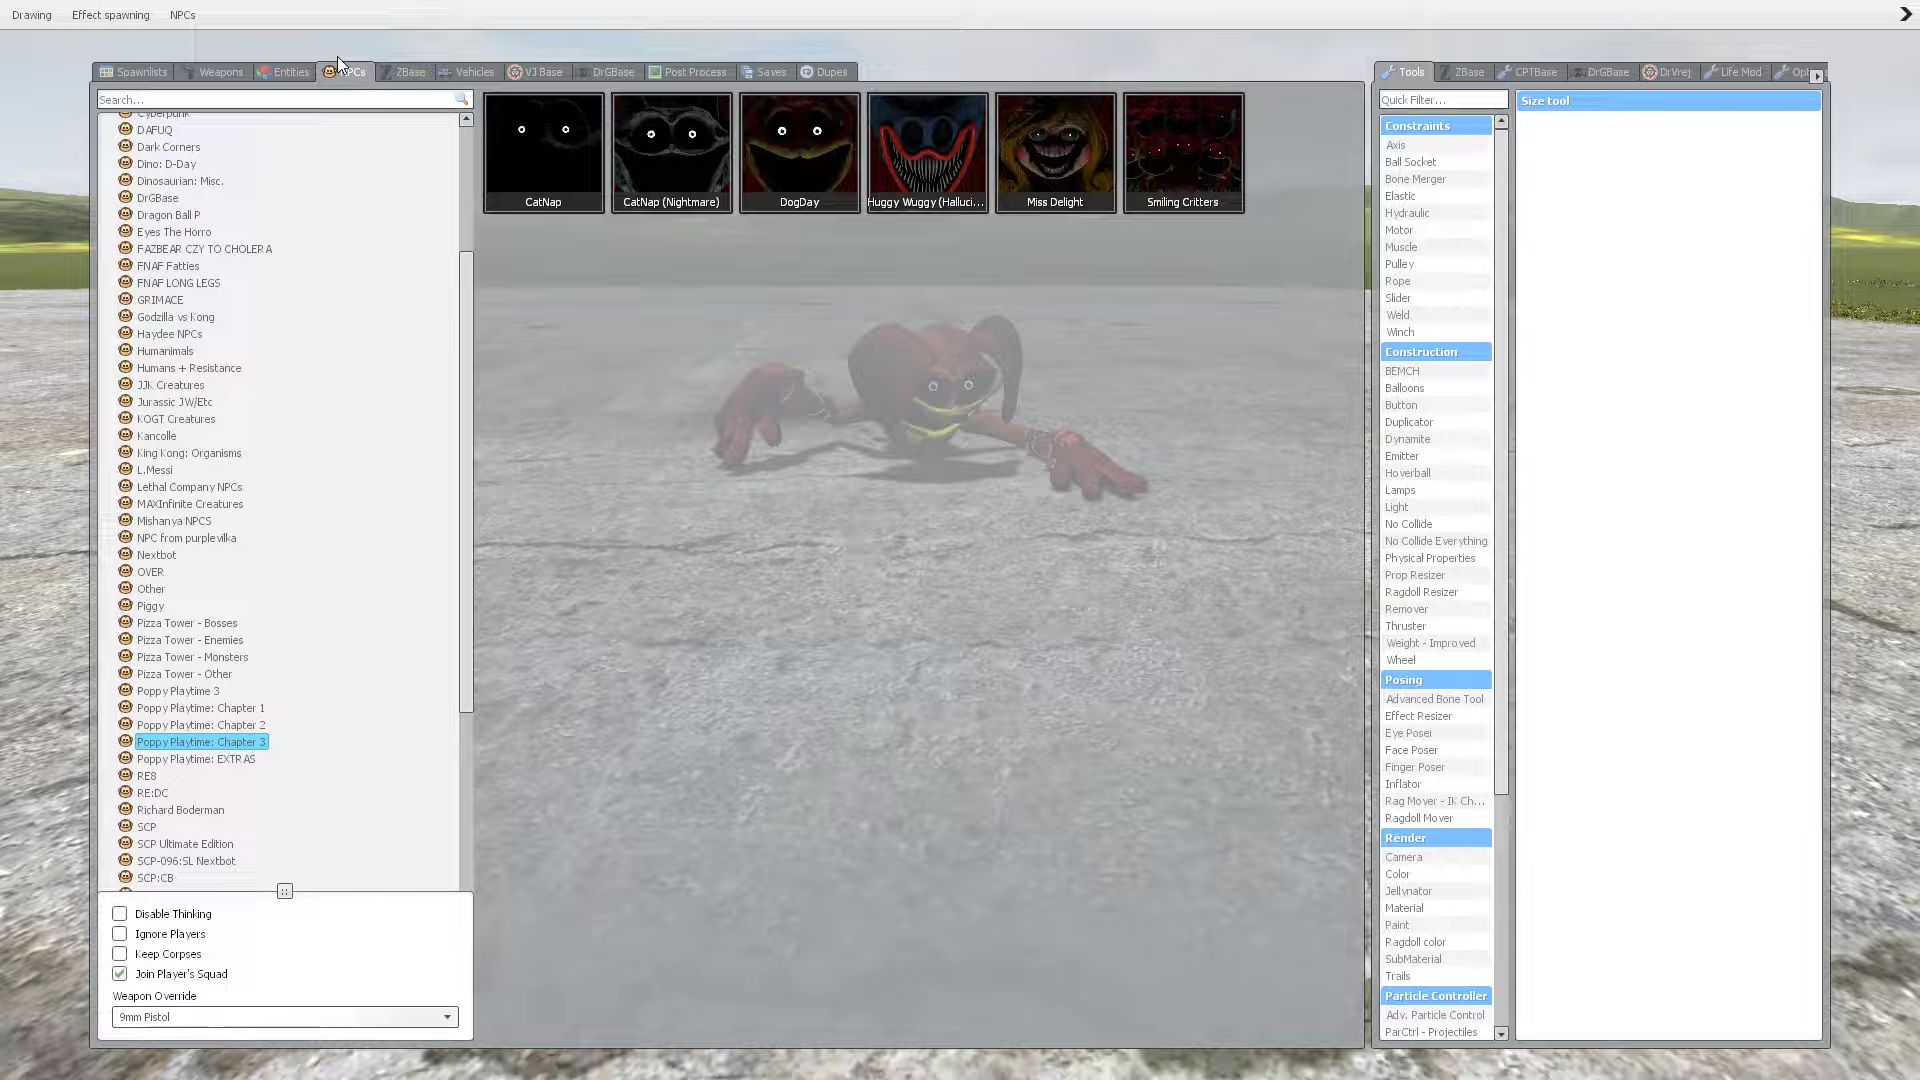 Drawing
Effect spawning
NPCs
Spawnlists
Weapons
Entities
NPCs
ZBase
Vehicles
VJ Base
DrGBase
Post Process
Saves
Dupes
Tools
ZBase
CPTBase
DrGBase
DrVrej
Life Mod
Search...
Cyberpunk
DAFUQ
Dark Corners
Dino: D-Day
Dinosaurian: Misc.
DrGBase
Dragon Ball P
Eyes The Horro
FAZBEAR CZY TO CHOLERA
FNAF Fatties
FNAF LONG LEGS
GRIMACE
Godzilla vs Kong
Haydee NPCs
Humanimals
Humans + Resistance
JJK Creatures
Jurassic JW/Etc
KOGT Creatures
Kancolle
King Kong: Organisms
L.Messi
Lethal Company NPCs
MAXInfinite Creatures
Mishanya NPCS
NPC from purplevilka
Nextbot
OVER
Other
Piggy
Pizza Tower - Bosses
Pizza Tower - Enemies
Pizza Tower - Monsters
Pizza Tower - Other
Poppy Playtime 3
Poppy Playtime: Chapter 1
Poppy Playtime: Chapter 2
Poppy Playtime: Chapter 3
Poppy Playtime: EXTRAS
RE8
RE:DC
Richard Boderman
SCP
SCP Ultimate Edition
SCP-096:SL Nextbot
SCP:CB
Disable Thinking
Ignore Players
Keep Corpses
Join Player's Squad
Weapon Override
9mm Pistol
CatNap
CatNap (Nightmare)
DogDay
Huggy Wuggy (Halluci...
Miss Delight
Smiling Critters
Quick Filter...
Constraints
Axis
Ball Socket
Bone Merger
Elastic
Hydraulic
Motor
Muscle
Pulley
Rope
Slider
Weld
Winch
Construction
BEMCH
Balloons
Button
Duplicator
Dynamite
Emitter
Hoverball
Lamps
Light
No Collide
No Collide Everything
Physical Properties
Prop Resizer
Ragdoll Resizer
Remover
Thruster
Weight - Improved
Wheel
Posing
Advanced Bone Tool
Effect Resizer
Eye Poser
Face Poser
Finger Poser
Inflator
Rag Mover - IK Ch...
Ragdoll Mover
Render
Camera
Color
Jellynator
Material
Paint
Ragdoll color
SubMaterial
Trails
Particle Controller
Adv. Particle Control
ParCtrl - Projectiles
Size tool